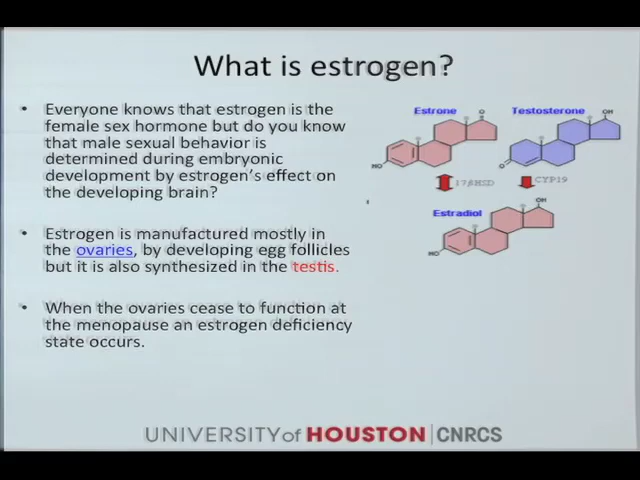 What is estrogen?
• Everyone knows that estrogen is the
female sex hormone but do you know
that male sexual behavior is
determined during embryonic
development by estrogen's effect on
the developing brain?
• Estrogen is manufactured mostly in
the ovaries, by developing egg follicles
but it is also synthesized in the testis.
• When the ovaries cease to function at
the menopause an estrogen deficiency
state occurs.
Estrone
O
HO
Testosterone
OH
O
17βHSD
CYP19
Estradiol
OH
HO
UNIVERSITY of HOUSTON | CNRCS